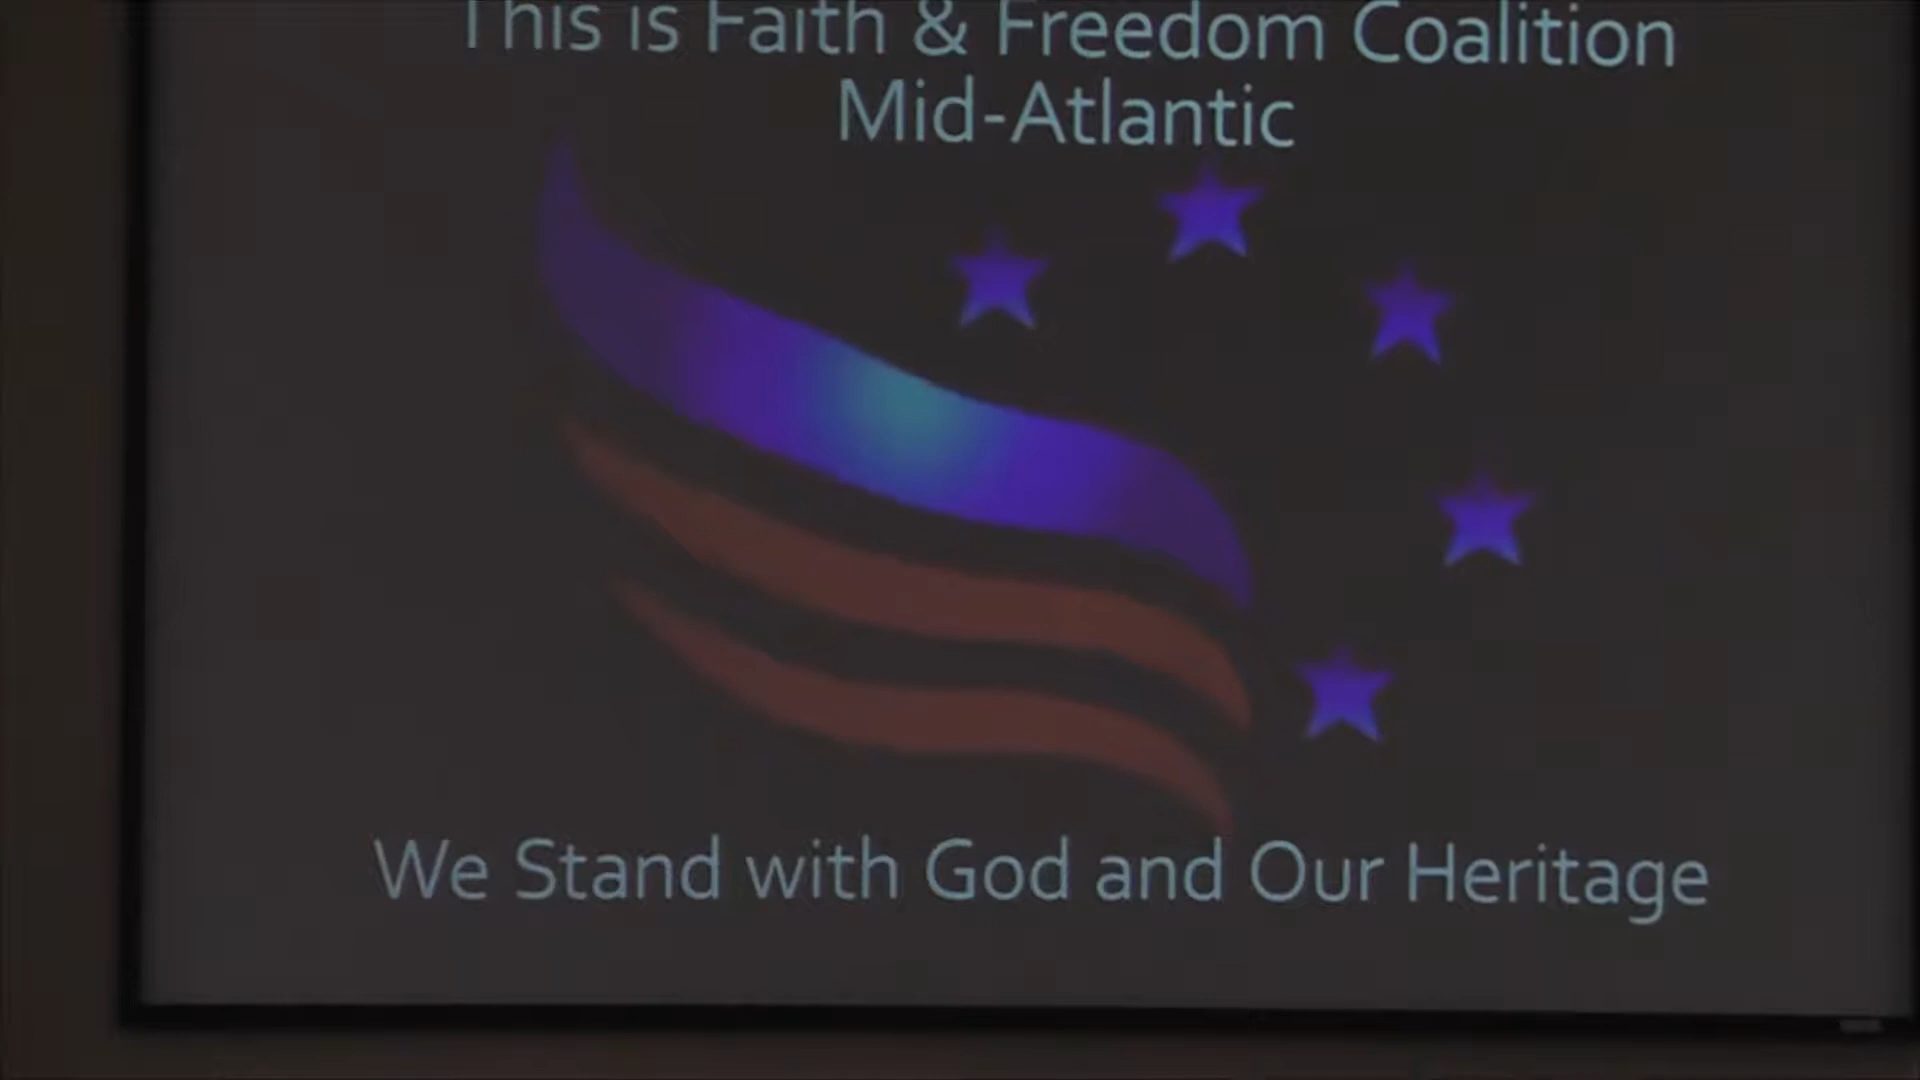 This is Faith & Freedom Coalition
Mid-Atlantic
We Stand with God and Our Heritage